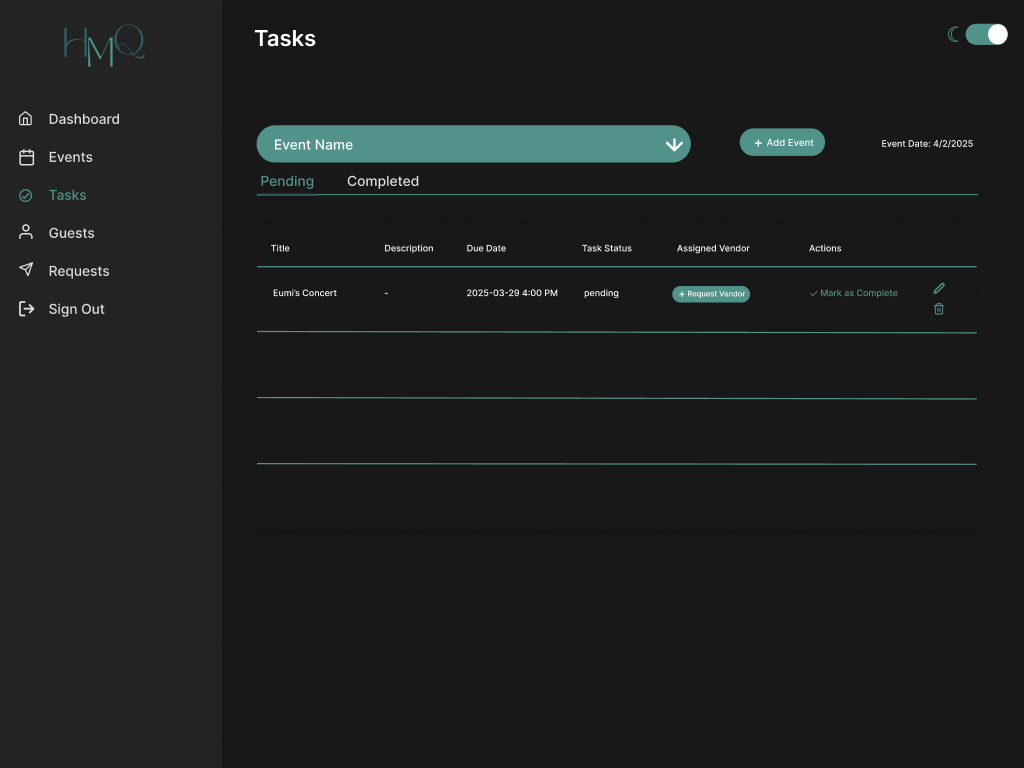 HMQ
Tasks
Dashboard
Events
Tasks
Guests
Requests
Sign Out
Event Name
+ Add Event
Event Date: 4/2/2025
Pending Completed
Title Description Due Date Task Status Assigned Vendor Actions
Eumi's Concert - 2025-03-29 4:00 PM pending + Request Vendor Mark as Complete